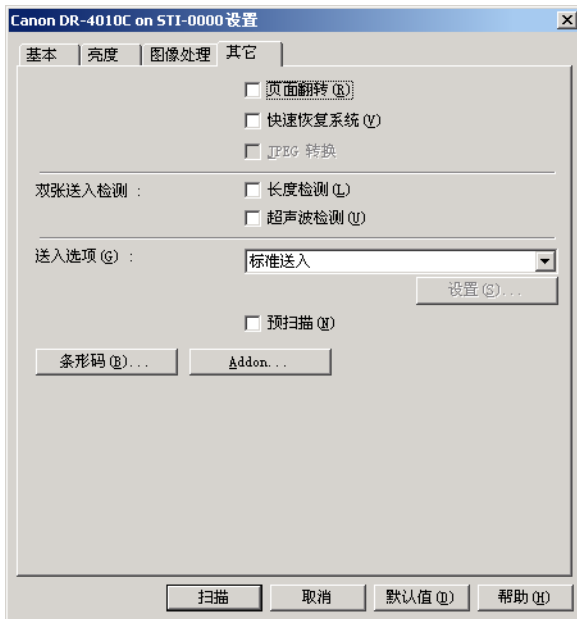 Canon DR-4010C on STI-0000 设置
基本 亮度 图像处理 其它
页面翻转(R)
快速恢复系统(V)
JPEG 转换
双张送入检测 : 长度检测(L)
超声波检测(U)
送入选项(G) : 标准送入
设置(S)...
预扫描(N)
条形码(B)... Addon...
扫描 取消 默认值(D) 帮助(H)